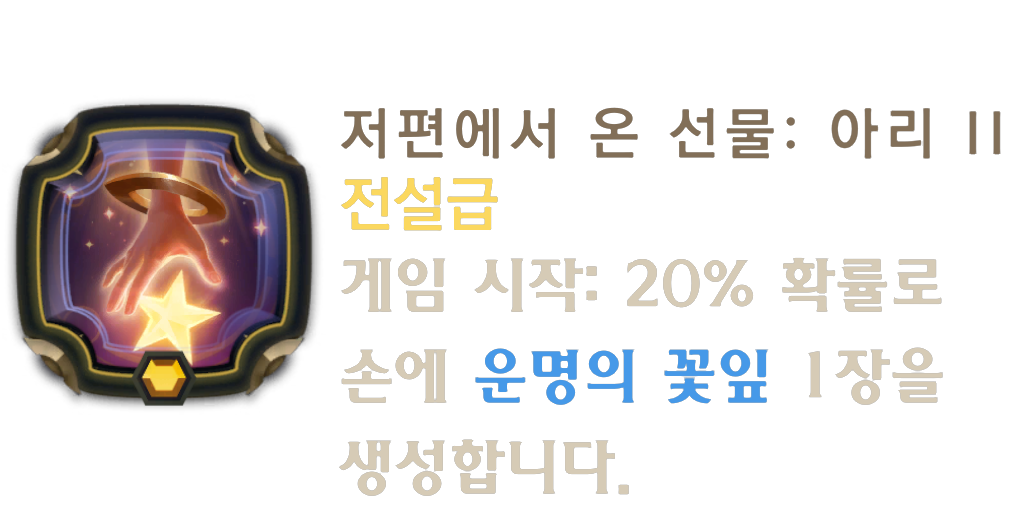 저편에서 온 선물: 아리 II
전설급
게임 시작: 20% 확률로
손에 운명의 꽃잎 1장을
생성합니다.